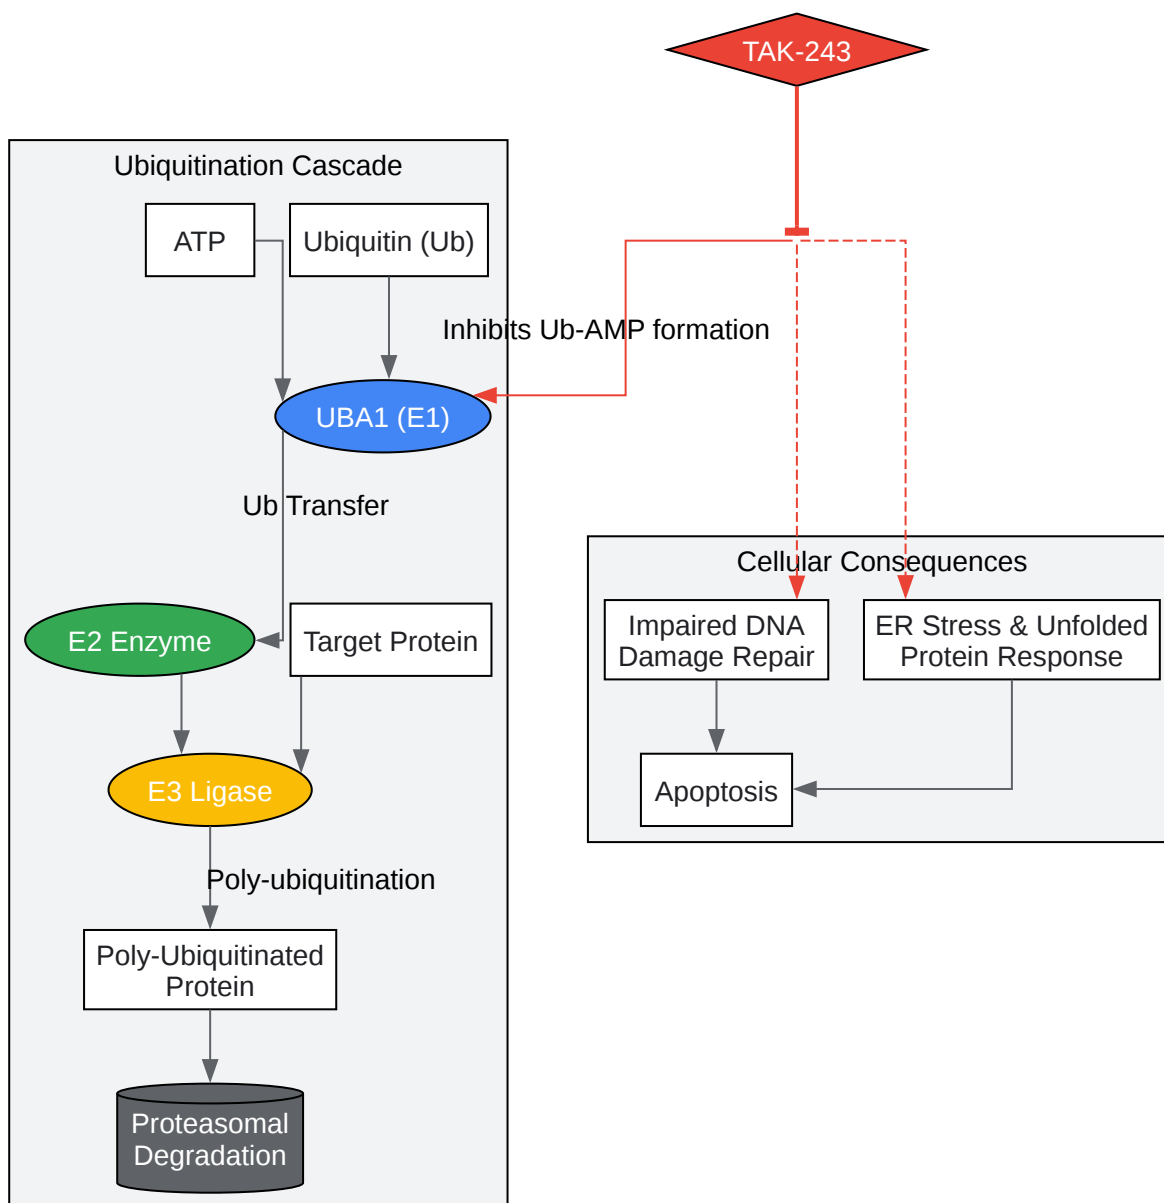 TAK-243
Ubiquitination Cascade
ATP
Ubiquitin (Ub)
Inhibits Ub-AMP formation
UBA1 (E1)
Ub Transfer
E2 Enzyme
Target Protein
E3 Ligase
Poly-ubiquitination
Poly-Ubiquitinated
Protein
Proteasomal
Degradation
Cellular Consequences
Impaired DNA
Damage Repair
ER Stress & Unfolded
Protein Response
Apoptosis